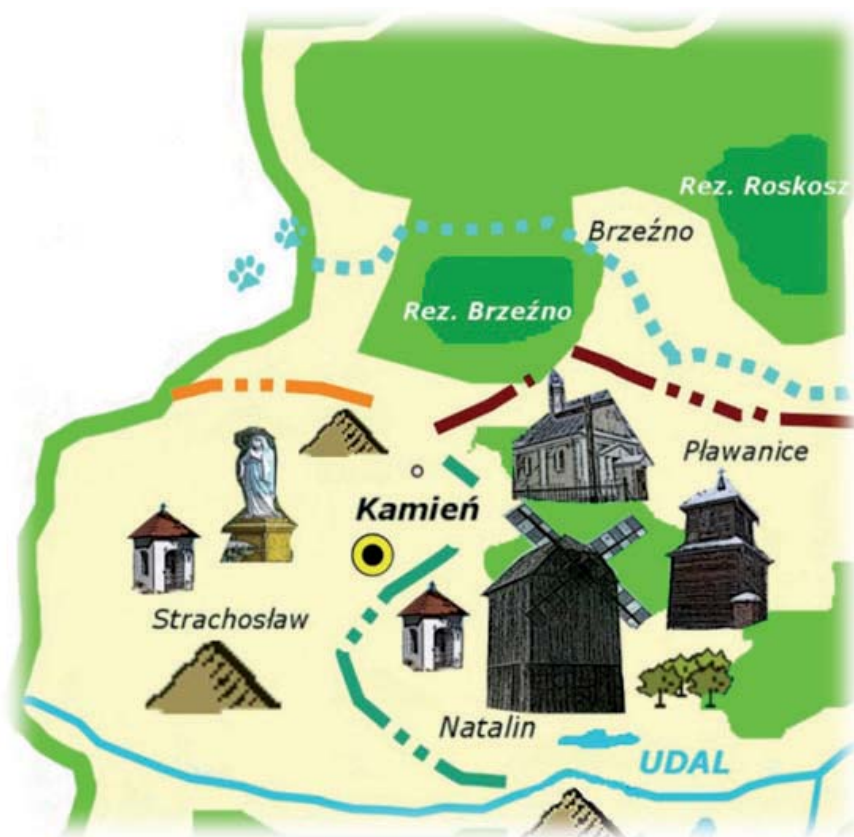 Rez. Roskosz
Brzeźno
Rez. Brzeźno
Pławanice
Kamień
Strachosław
Natalin
UDAL